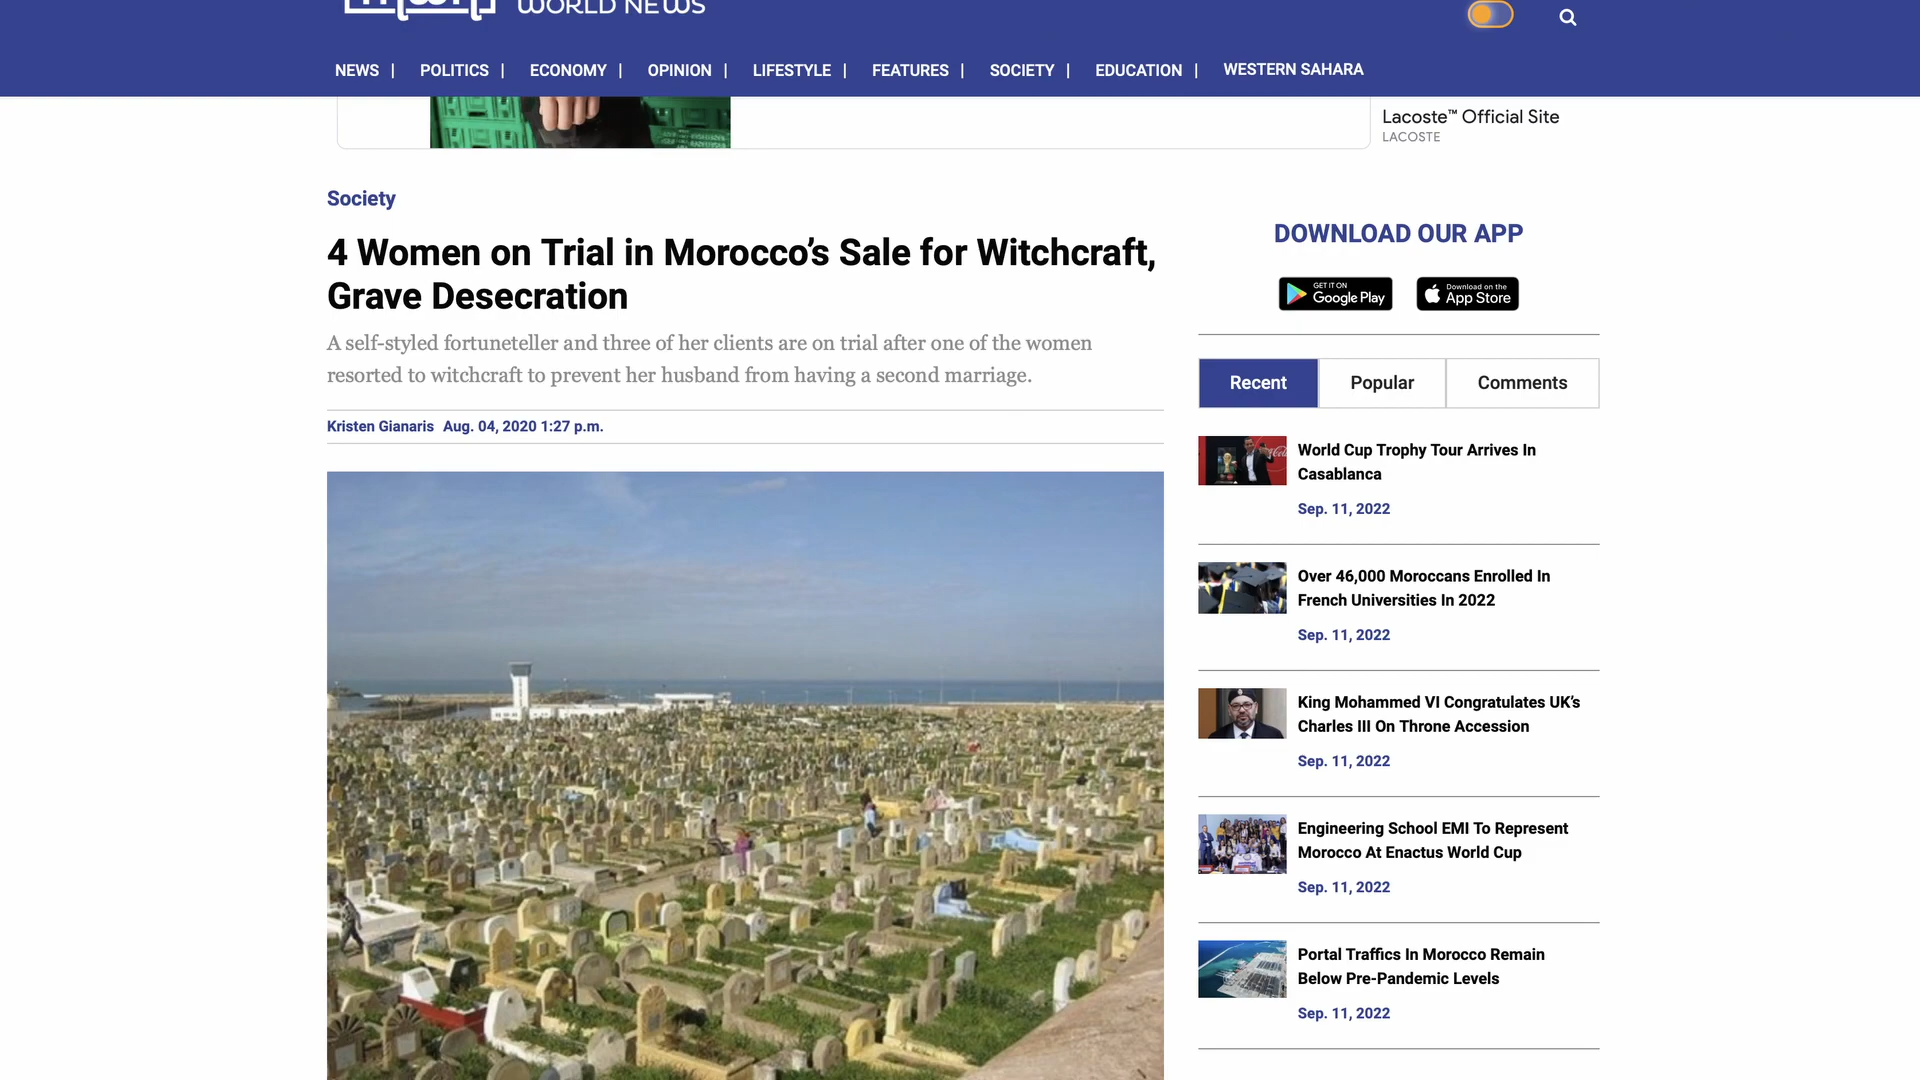 WORLD NEWS
NEWS |
POLITICS |
ECONOMY |
OPINION |
LIFESTYLE |
FEATURES |
SOCIETY |
EDUCATION |
WESTERN SAHARA
Lacoste™ Official Site
LACOSTE
Society
4 Women on Trial in Morocco’s Sale for Witchcraft,
Grave Desecration
A self-styled fortuneteller and three of her clients are on trial after one of the women
resorted to witchcraft to prevent her husband from having a second marriage.
Kristen Gianaris Aug. 04, 2020 1:27 p.m.
DOWNLOAD OUR APP
GET IT ON
Google Play
Download on the
App Store
Recent
Popular
Comments
World Cup Trophy Tour Arrives In
Casablanca
Sep. 11, 2022
Over 46,000 Moroccans Enrolled In
French Universities In 2022
Sep. 11, 2022
King Mohammed VI Congratulates UK’s
Charles III On Throne Accession
Sep. 11, 2022
Engineering School EMI To Represent
Morocco At Enactus World Cup
Sep. 11, 2022
Portal Traffics In Morocco Remain
Below Pre-Pandemic Levels
Sep. 11, 2022